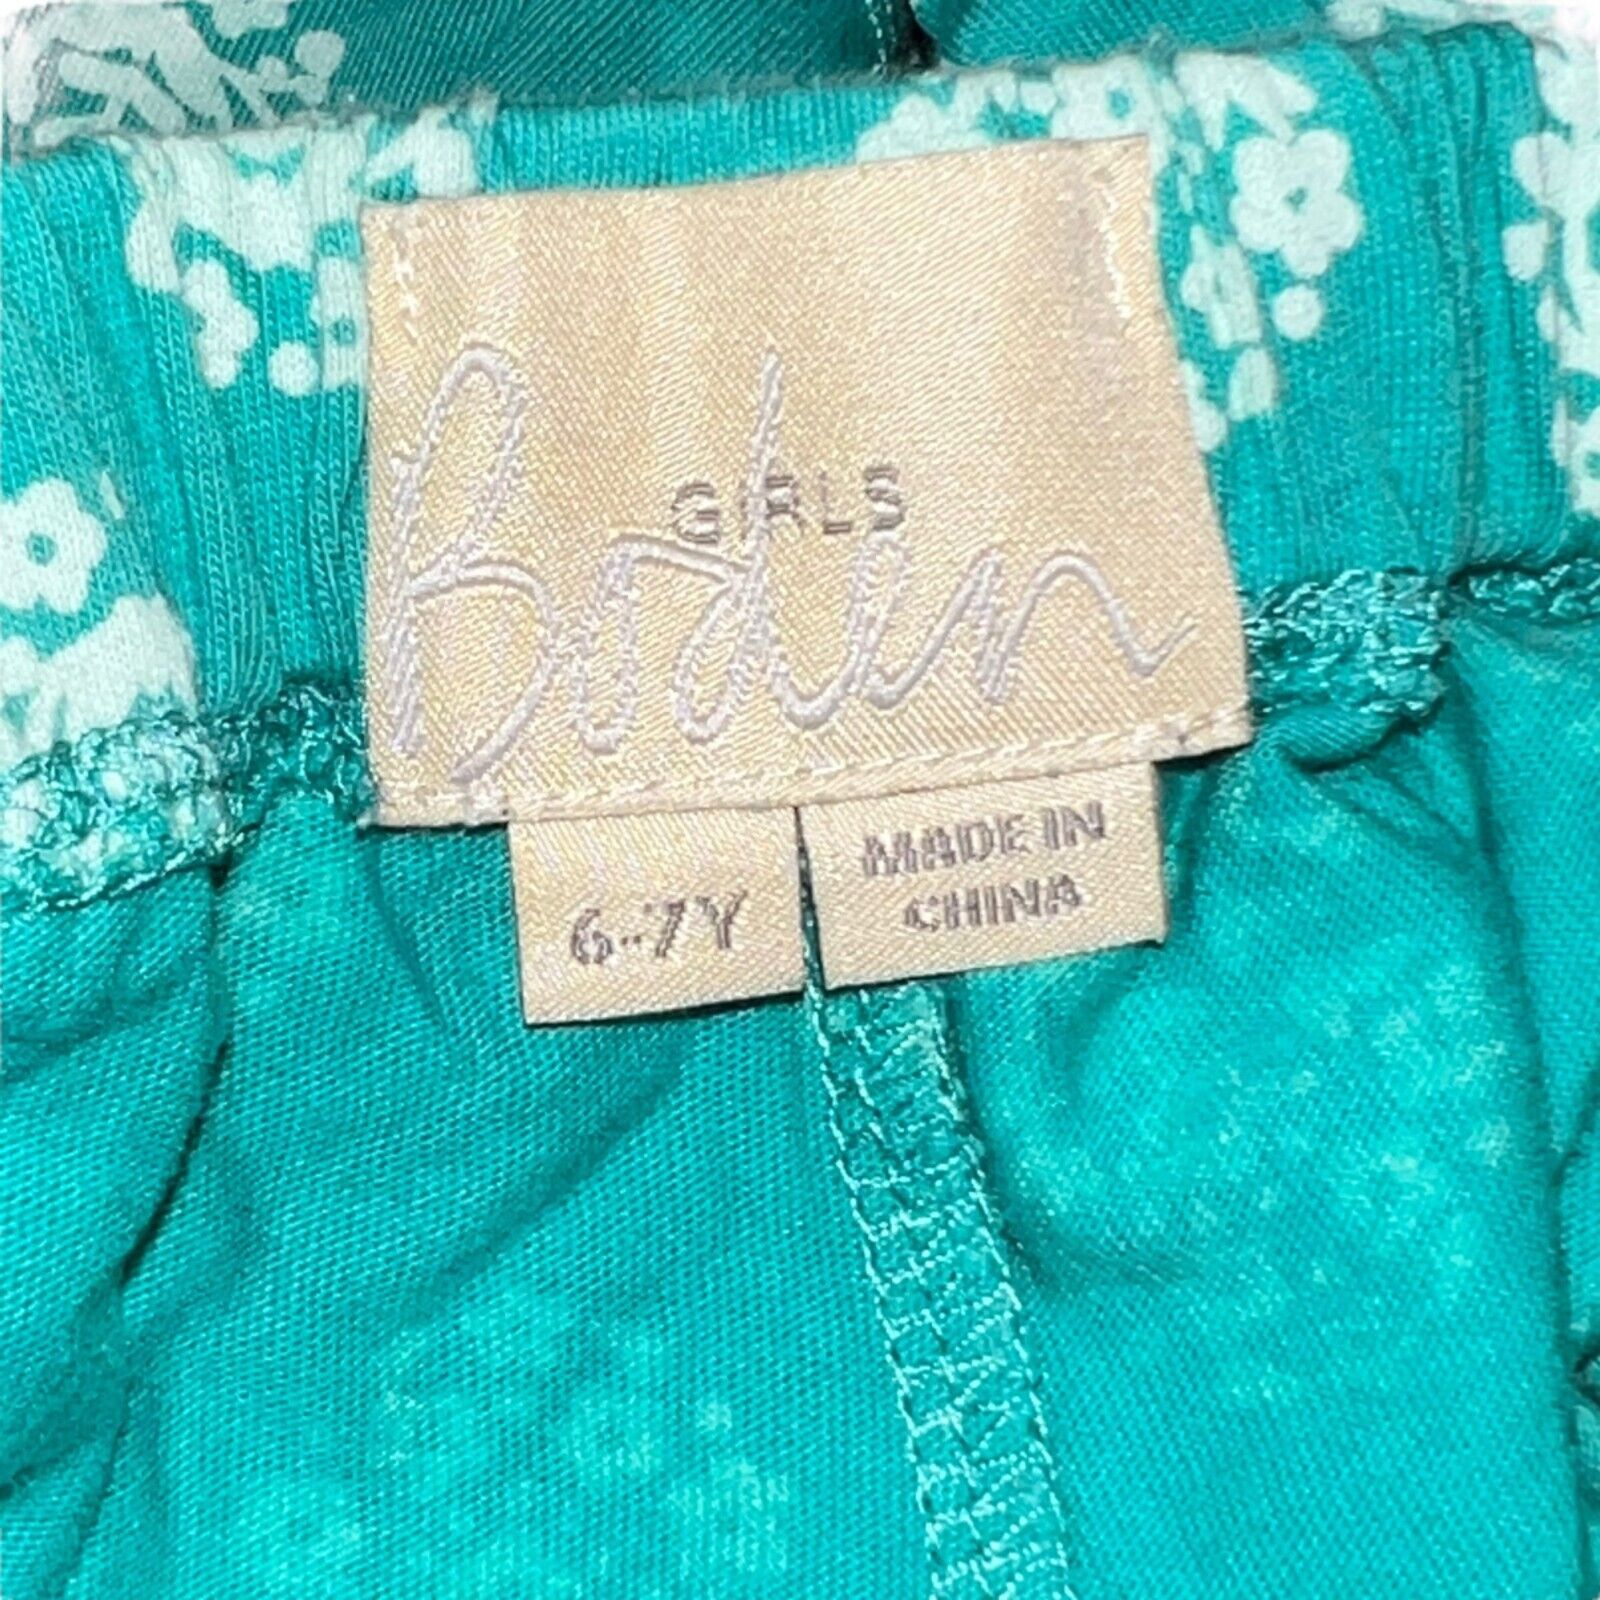 GIRLS
Boden
6-7Y
MADE IN
CHINA